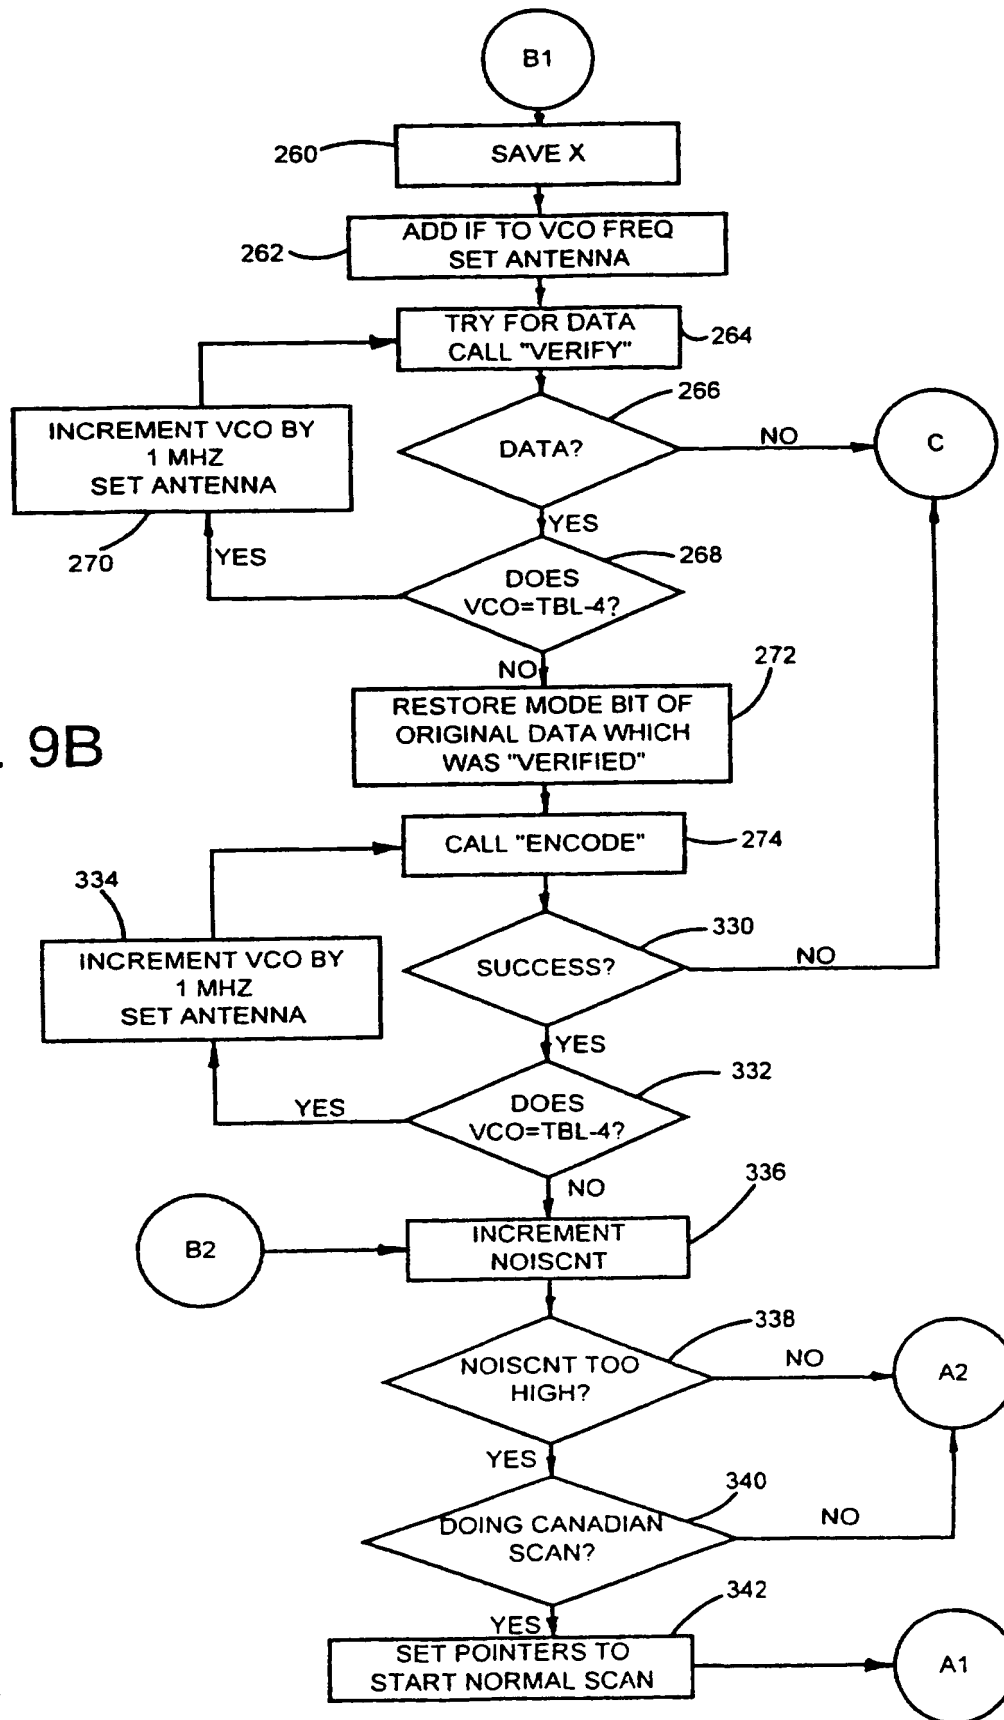 B1
260
SAVE X
262
ADD IF TO VCO FREQ
SET ANTENNA
TRY FOR DATA
CALL "VERIFY"
264
266
INCREMENT VCO BY
1 MHZ
SET ANTENNA
DATA?
NO
C
270
YES
YES
268
DOES
VCO=TBL-4?
NO
272
RESTORE MODE BIT OF
ORIGINAL DATA WHICH
WAS "VERIFIED"
9B
CALL "ENCODE"
274
334
330
INCREMENT VCO BY
1 MHZ
SET ANTENNA
SUCCESS?
NO
YES
332
YES
DOES
VCO=TBL-4?
NO
336
B2
INCREMENT
NOISCNT
338
NOISCNT TOO
HIGH?
NO
A2
YES
340
DOING CANADIAN
SCAN?
NO
342
YES
SET POINTERS TO
START NORMAL SCAN
A1